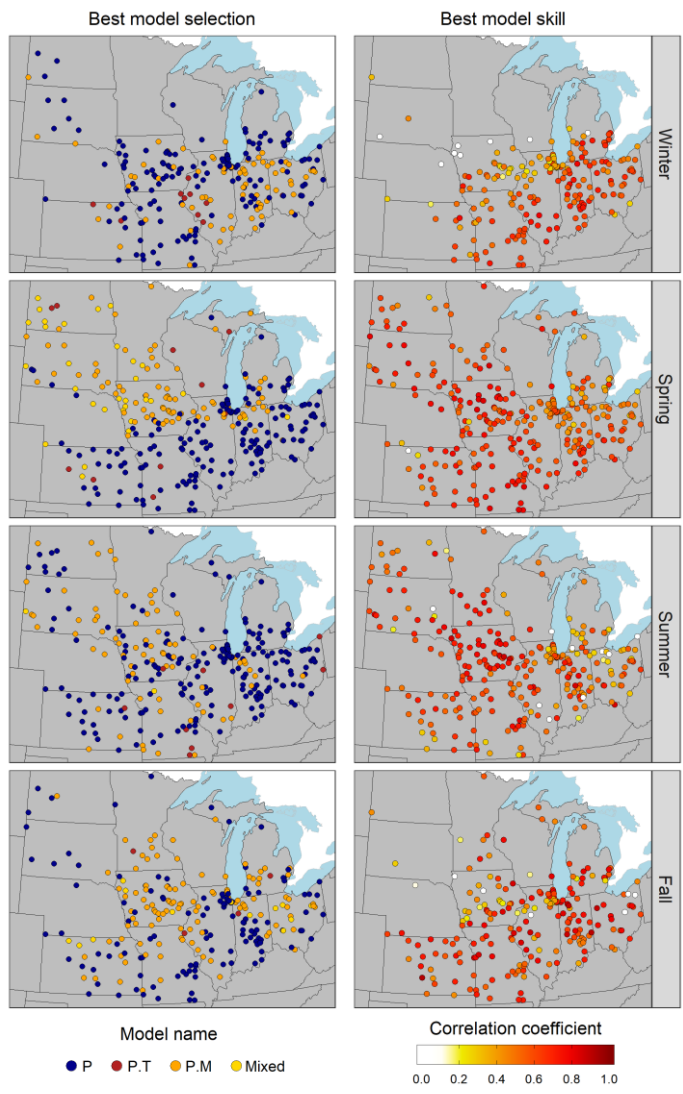 Best model selection
Best model skill
Winter
Spring
Summer
Fall
Model name
P
P.T
P.M
Mixed
Correlation coefficient
0.0 0.2 0.4 0.6 0.8 1.0